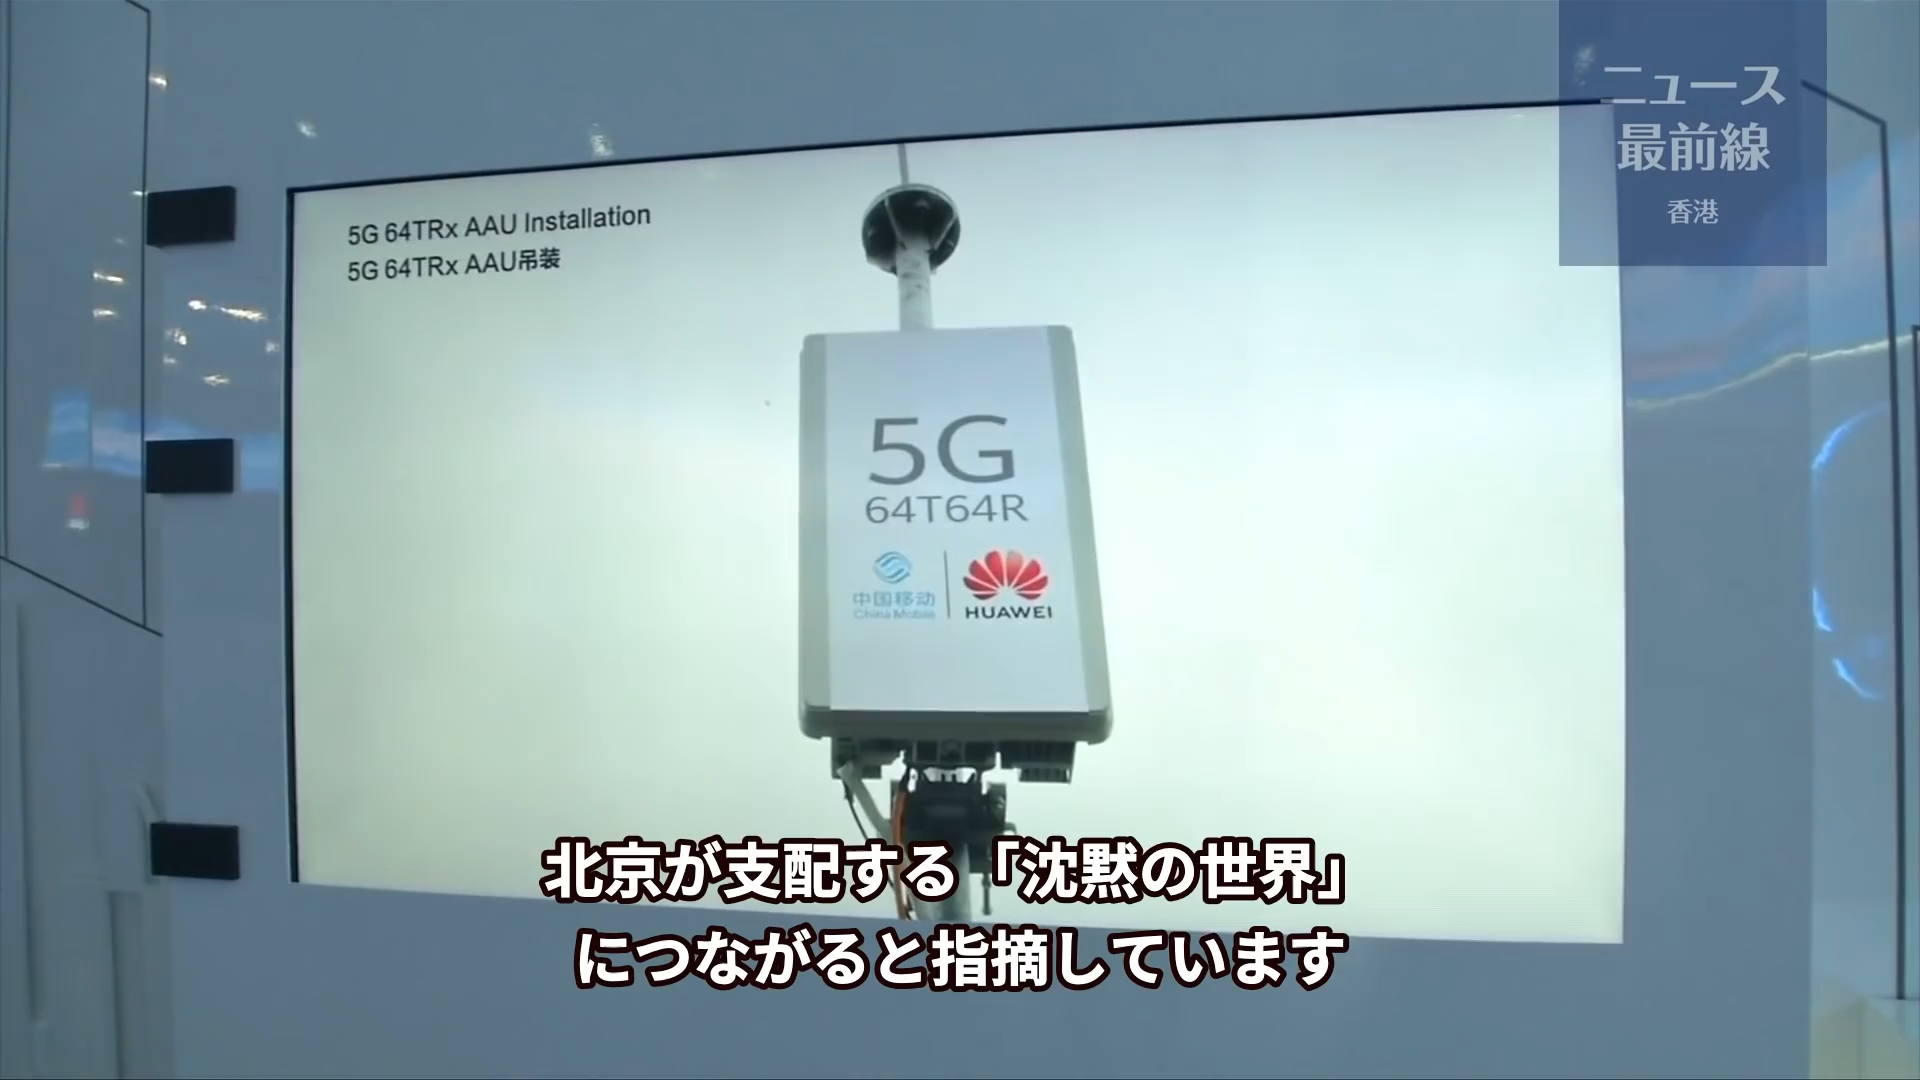 ニュース
最前線
香港
5G 64TRx AAU Installation
5G 64TRx AAU吊装
5G
64T64R
中国移动
China Mobile
HUAWEI
北京が支配する「沈黙の世界」
につながると指摘しています